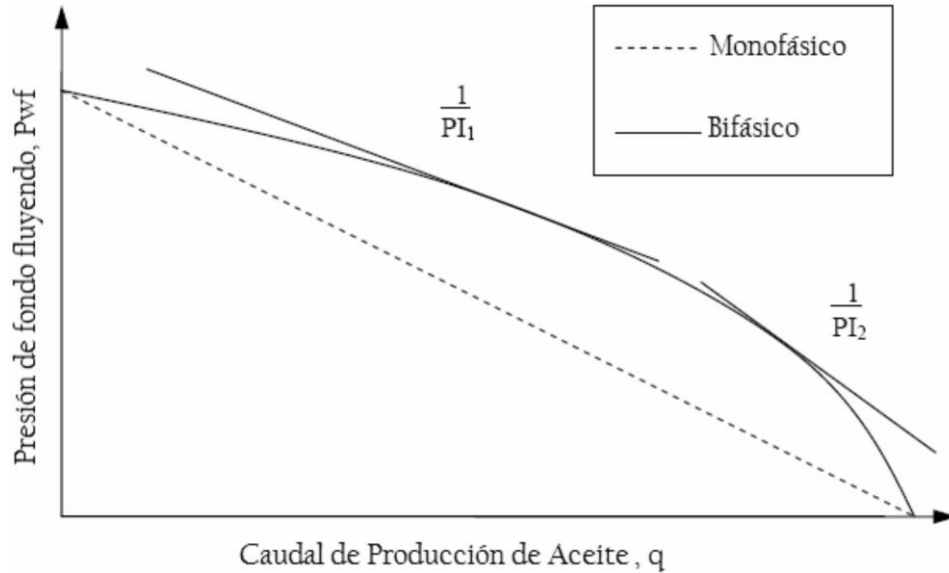 Monofásico
Bifásico
1
PI₁
1
PI₂
Presión de fondo fluyendo, Pwf
Caudal de Producción de Aceite , q